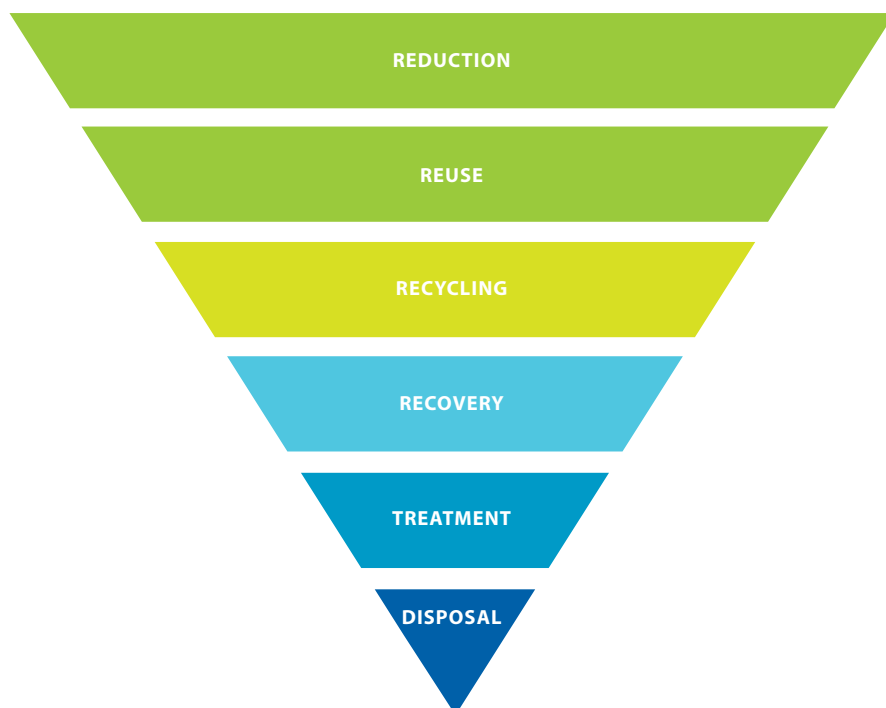 REDUCTION
REUSE
RECYCLING
RECOVERY
TREATMENT
DISPOSAL